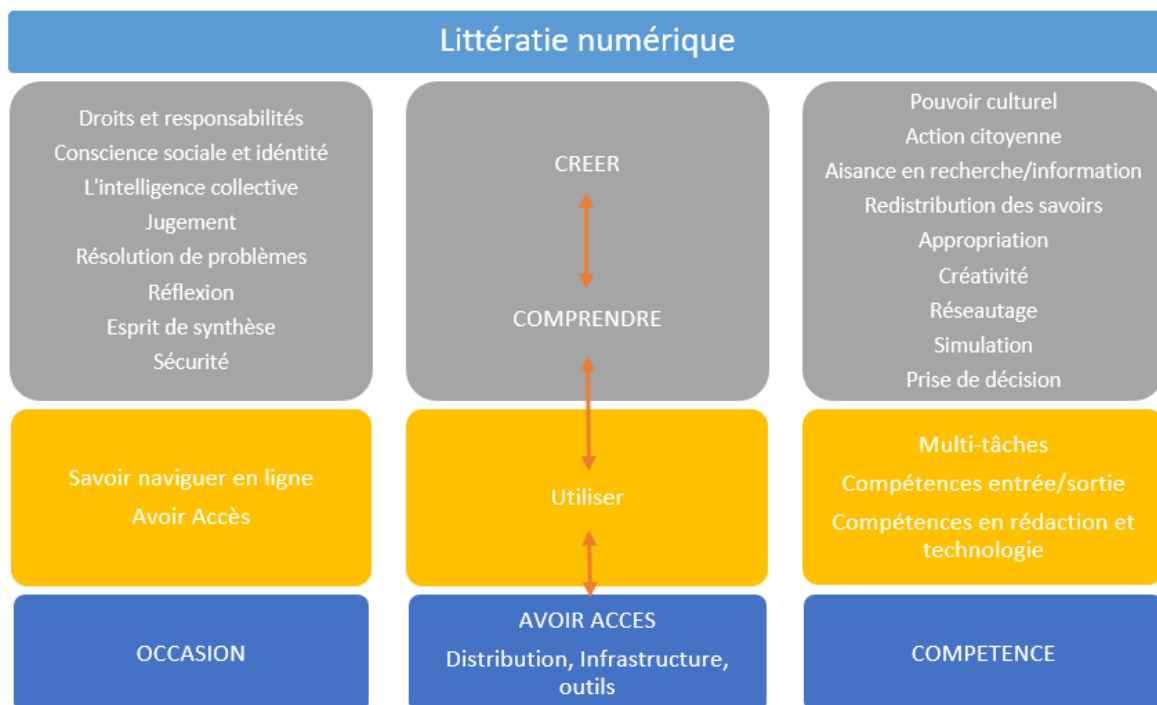 Littératie numérique
Droits et responsabilités
Conscience sociale et idéntité
L'intelligence collective
Jugement
Résolution de problèmes
Réflexion
Esprit de synthèse
Sécurité
CREER
COMPRENDRE
Pouvoir culturel
Action citoyenne
Aisance en recherche/information
Redistribution des savoirs
Appropriation
Créativité
Réseautage
Simulation
Prise de décision
Savoir naviguer en ligne
Avoir Accès
Utiliser
Multi-tâches
Compétences entrée/sortie
Compétences en rédaction et
technologie
OCCASION
AVOIR ACCES
Distribution, Infrastructure,
outils
COMPETENCE